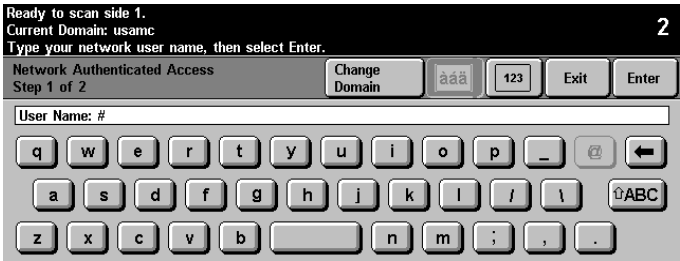 Ready to scan side 1.
Current Domain: usamc
2
Type your network user name, then select Enter.
Network Authenticated Access
Step 1 of 2
Change
Domain
àáä
123
Exit
Enter
User Name: #
q w e r t y u i o p _ @ ←
a s d f g h j k l / \ ⇧ABC
z x c v b n m ; , .